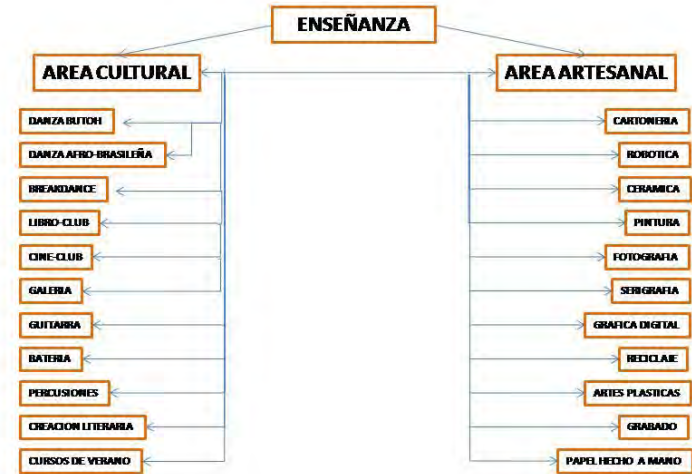 ENSEÑANZA
AREA CULTURAL
AREA ARTESANAL
DANZA BUTOH
DANZA AFRO-BRASILEÑA
BREAKDANCE
LIBRO-CLUB
CINE-CLUB
GALERIA
GUITARRA
BATERIA
PERCUSIONES
CREACION LITERARIA
CURSOS DE VERANO
CARTONERIA
ROBOTICA
CERAMICA
PINTURA
FOTOGRAFIA
SERIGRAFIA
GRAFICA DIGITAL
RECICLAJE
ARTES PLASTICAS
GRABADO
PAPEL HECHO A MANO